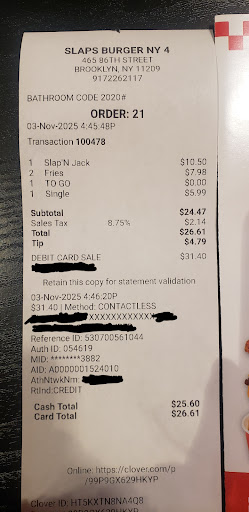 SLAPS BURGER NY 4
465 86TH STREET
BROOKLYN, NY 11209
9172262117
BATHROOM CODE 2020#
ORDER: 21
03-Nov-2025 4:45:48P
Transaction 100478
1 Slap'N Jack $10.50
2 Fries $7.98
1 TO GO $0.00
1 Single $5.99
Subtotal $24.47
Sales Tax 8.75% $2.14
Total $26.61
Tip $4.79
DEBIT CARD SALE $31.40
Retain this copy for statement validation
03-Nov-2025 4:46:20P
$31.40 | Method: CONTACTLESS
XXXXXXXXXXXX
Reference ID: 530700561044
Auth ID: 054619
MID: ********3882
AID: A0000001524010
AthNtwkNm:
RtInd:CREDIT
Cash Total $25.60
Card Total $26.61
Online: https://clover.com/p
/99P9GX629HKYP
Clover ID: HT5KXTN8NA4Q8